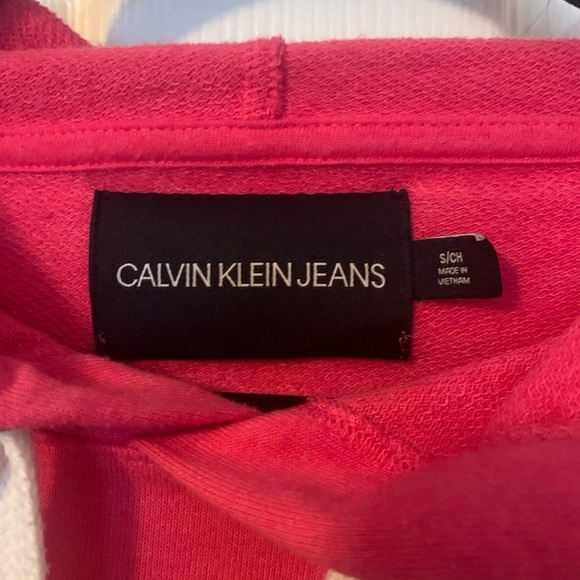 CALVIN KLEIN JEANS
S/CH
MADE IN
VIETNAM